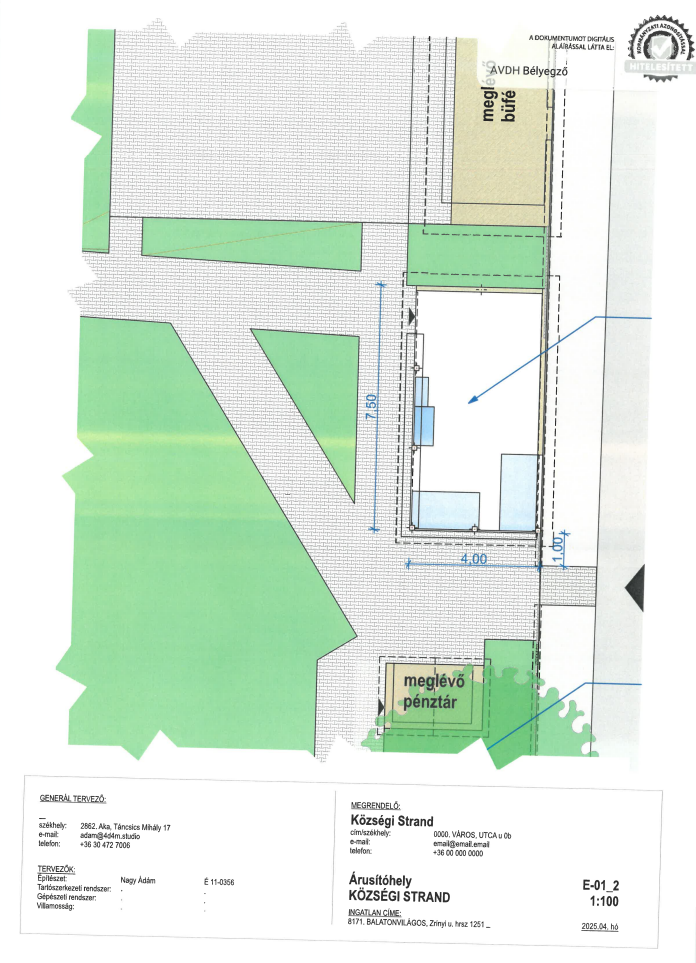 A DOKUMENTUMOT DIGITÁLIS
ALÁÍRÁSSAL LÁTTA EL:
KORMÁNYZATI AZONOSÍTÁSSAL
HITELESÍTETT
AVDH Bélyegző
meglévő
büfé
7,50
4,00
1,00
meglévő
pénztár
GENERÁL TERVEZŐ:
székhely: 2862. Aka, Táncsics Mihály 17
e-mail: adam@4d4m.studio
telefon: +36 30 472 7006
TERVEZŐK:
Építészet: Nagy Ádám É 11-0356
Tartószerkezeti rendszer: . .
Gépészeti rendszer: . .
Villamosság: . .
MEGRENDELŐ:
Községi Strand
cím/székhely: 0000. VÁROS, UTCA u 0b
e-mail: email@email.email
telefon: +36 00 000 0000
Árusítóhely E-01_2
KÖZSÉGI STRAND 1:100
INGATLAN CÍME:
8171, BALATONVILÁGOS, Zrínyi u. hrsz 1251 _ 2025.04. hó